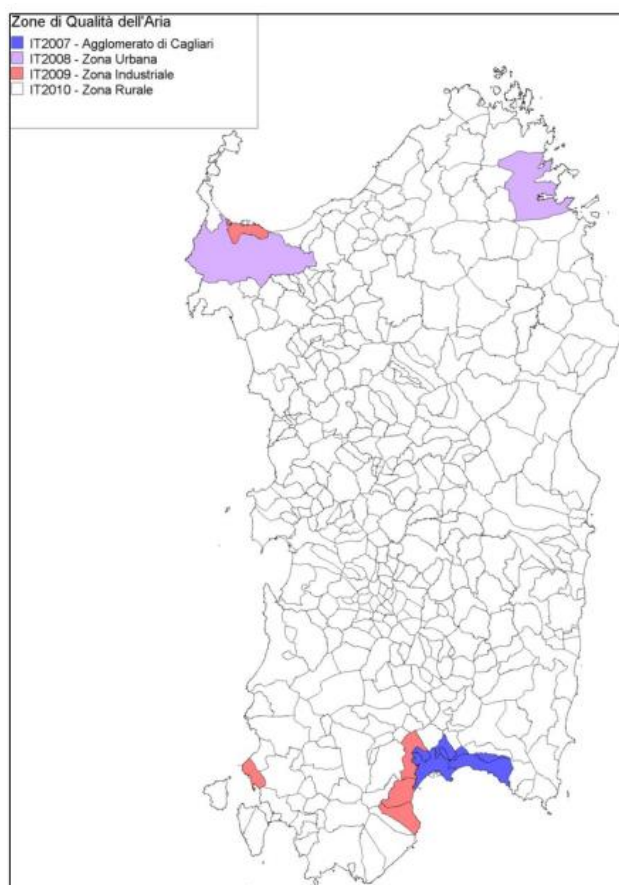 Zone di Qualità dell'Aria
IT2007 - Agglomerato di Cagliari
IT2008 - Zona Urbana
IT2009 - Zona Industriale
IT2010 - Zona Rurale